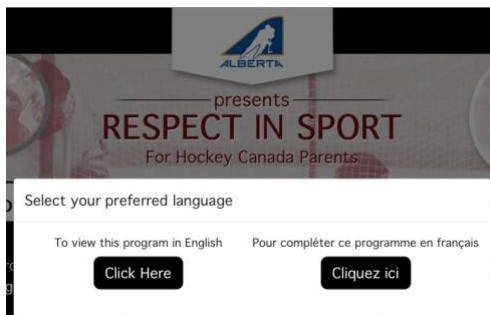 ALBERTA
presents
RESPECT IN SPORT
For Hockey Canada Parents
Select your preferred language
To view this program in English
Click Here
Pour compléter ce programme en français
Cliquez ici